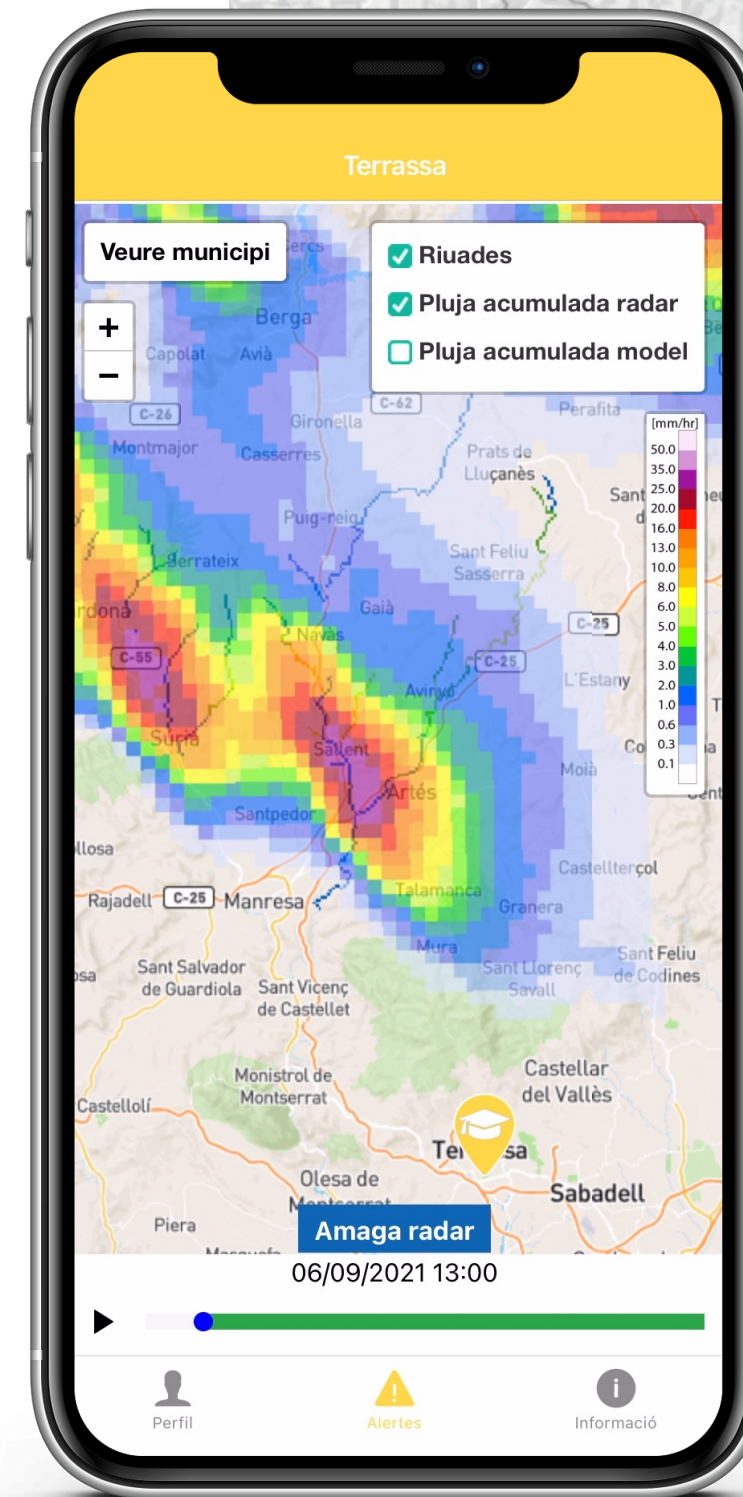 Terrassa
Veure municipi
Riuades
Pluja acumulada radar
Pluja acumulada model
+
−
Berga
Capolat
Avià
C-26
C-62
Perafita
Gironella
Montmajor
Casserres
Prats de
Lluçanès
[mm/hr]
50.0
35.0
25.0
20.0
16.0
13.0
10.0
8.0
6.0
5.0
4.0
3.0
2.0
1.0
0.6
0.3
0.1
Puig-reig
Sant
Serrateix
Sant Feliu
Sasserra
Gaià
C-25
Navàs
C-55
C-25
L'Estany
Avinyó
Súria
Sallent
Moià
Artés
Santpedor
Castellterçol
Rajadell
C-25
Manresa
Talamanca
Granera
Mura
Sant Salvador
de Guardiola
Sant Vicenç
de Castellet
Sant Llorenç
Savall
Sant Feliu
de Codines
Monistrol de
Montserrat
Castellar
del Vallès
Castellolí
Olesa de
Sabadell
Piera
Amaga radar
06/09/2021 13:00
Perfil
Alertes
Informació